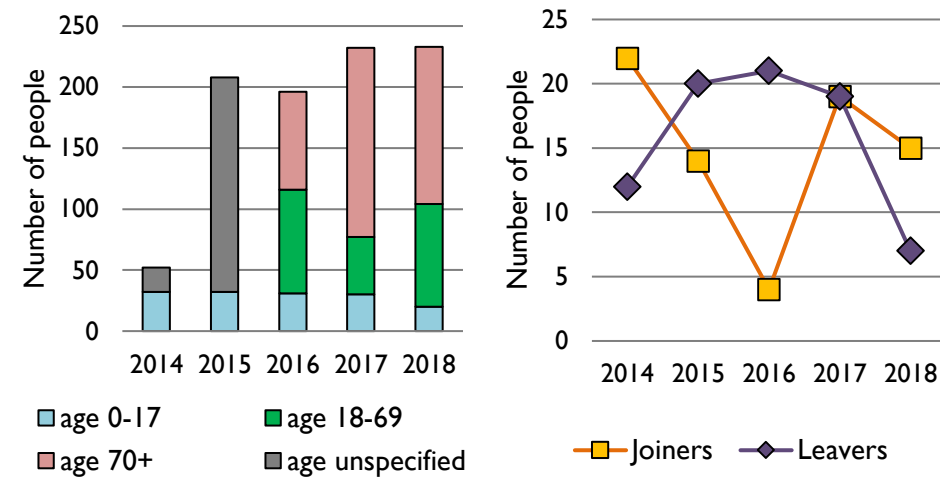 Number of people
250
200
150
100
50
0
2014 2015 2016 2017 2018
age 0-17
age 18-69
age 70+
age unspecified
Number of people
25
20
15
10
5
0
2014 2015 2016 2017 2018
Joiners
Leavers